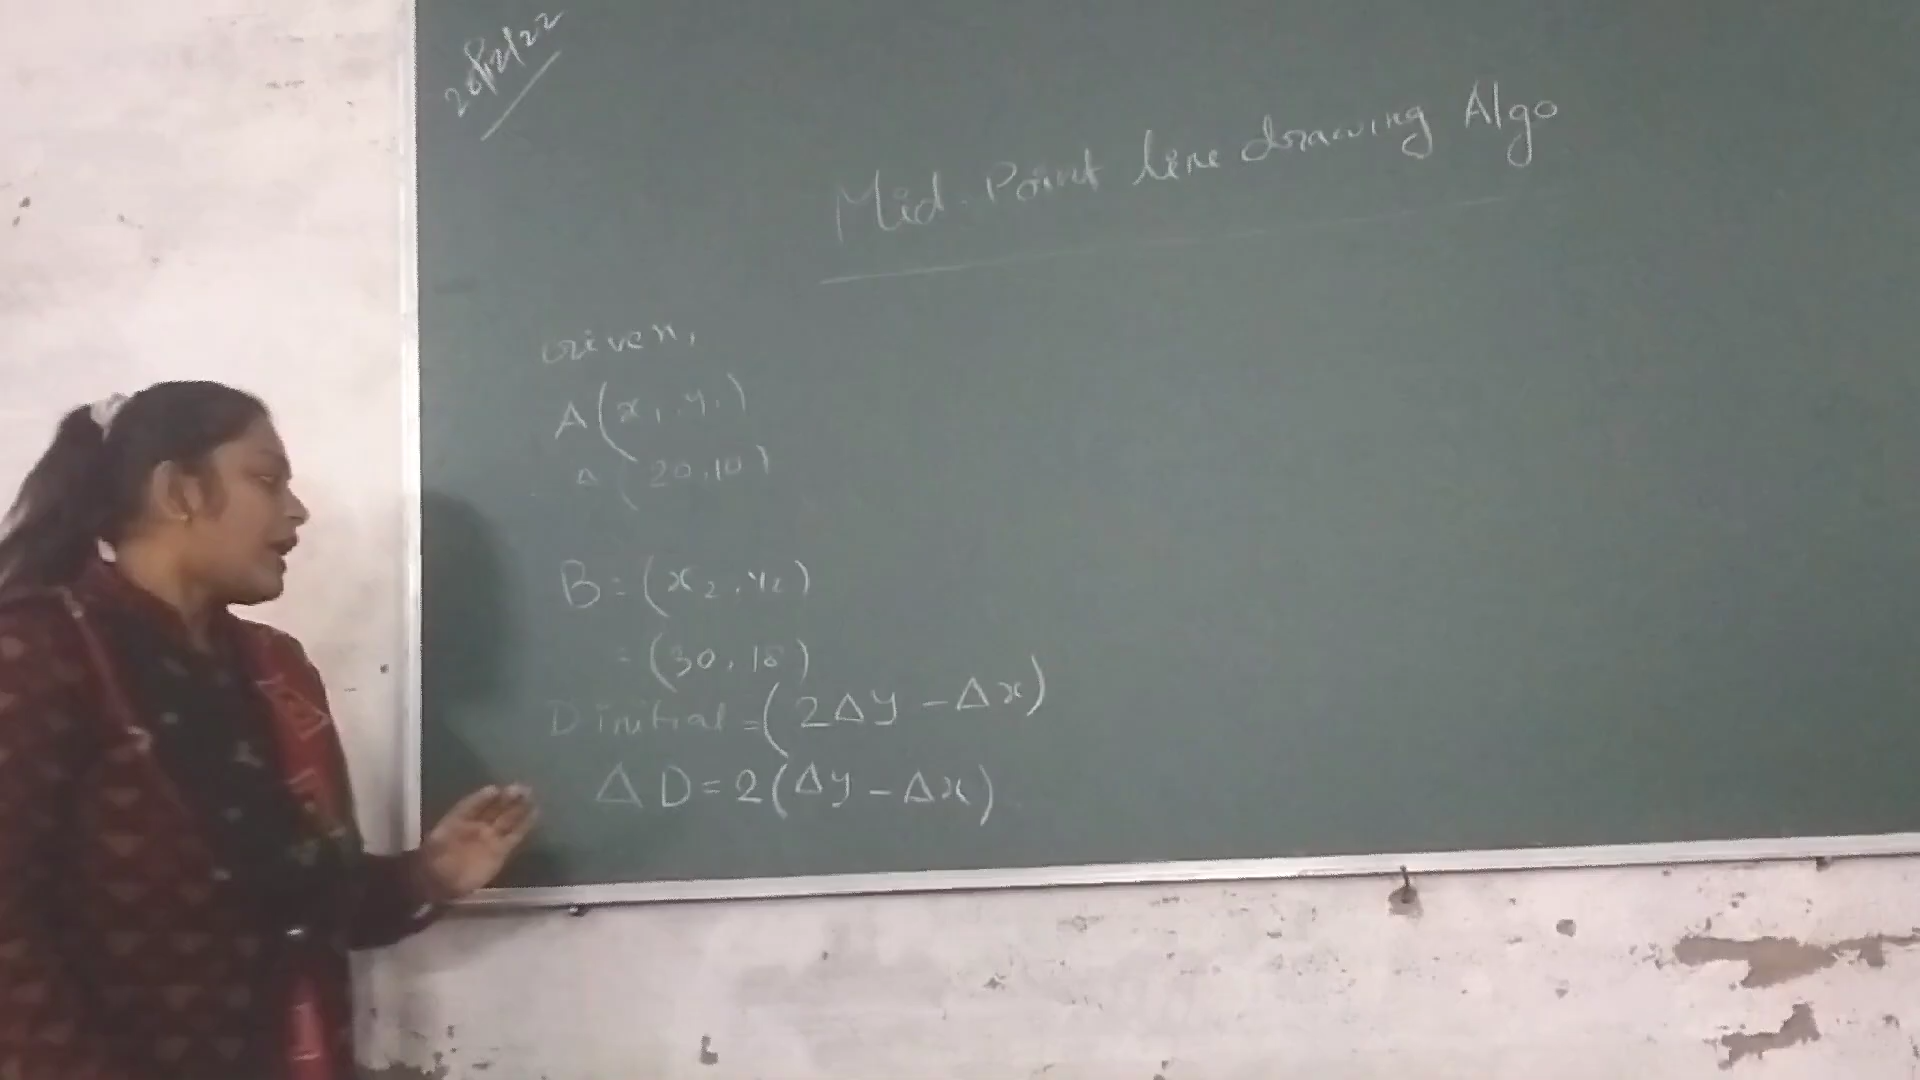 20/12/22
Mid-Point line drawing Algo
Given,
A(x₁,y₁)
A(20,10)
B=(x₂,y₂)
=(30,18)
D initial=(2Δy-Δx)
ΔD=2(Δy-Δx)